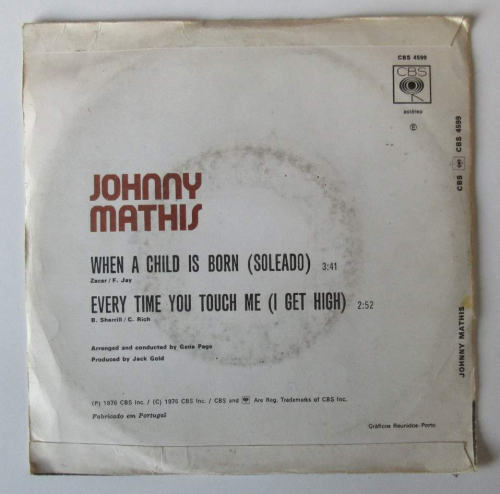 CBS 4599
CBS
estéreo
JOHNNY
MATHIS
WHEN A CHILD IS BORN (SOLEADO) 3:41
Zacar / F. Jay
EVERY TIME YOU TOUCH ME (I GET HIGH) 2:52
B. Sherrill / C. Rich
Arranged and conducted by Gene Page
Produced by Jack Gold
(P) 1976 CBS Inc. / (C) 1976 CBS Inc. / CBS and Are Reg. Trademarks of CBS Inc.
Fabricado em Portugal
Gráficos Reunidos-Porto
CBS CBS 4599
JOHNNY MATHIS